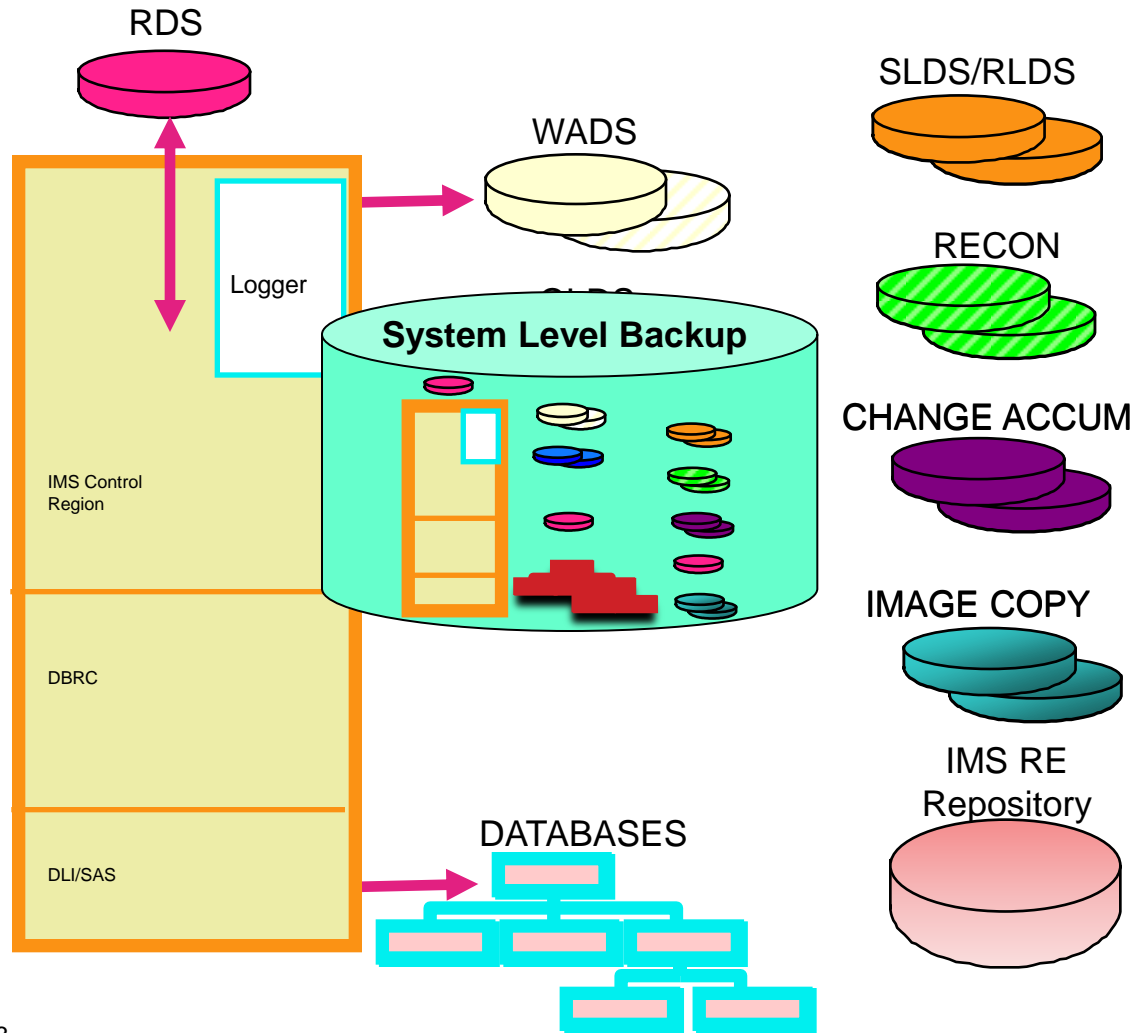 RDS
SLDS/RLDS
WADS
RECON
Logger
System Level Backup
CHANGE ACCUM
IMS Control
Region
IMAGE COPY
DBRC
IMS RE
Repository
DATABASES
DLI/SAS